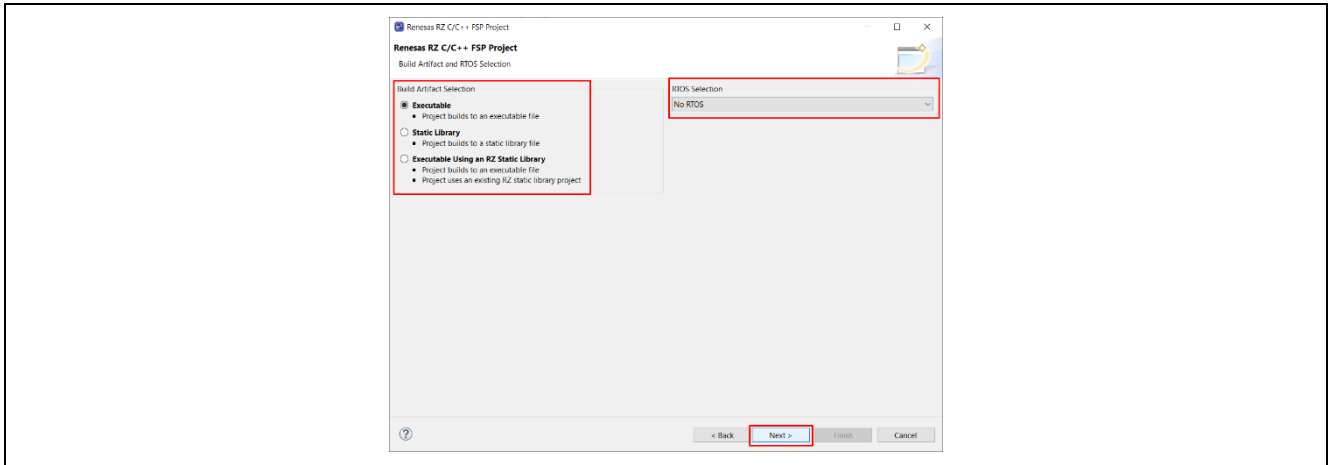 Renesas RZ C/C++ FSP Project
Renesas RZ C/C++ FSP Project
Build Artifact and RTOS Selection
Build Artifact Selection
Executable
Project builds to an executable file
Static Library
Project builds to a static library file
Executable Using an RZ Static Library
Project builds to an executable file
Project uses an existing RZ static library project
RTOS Selection
No RTOS
?
< Back
Next >
Finish
Cancel